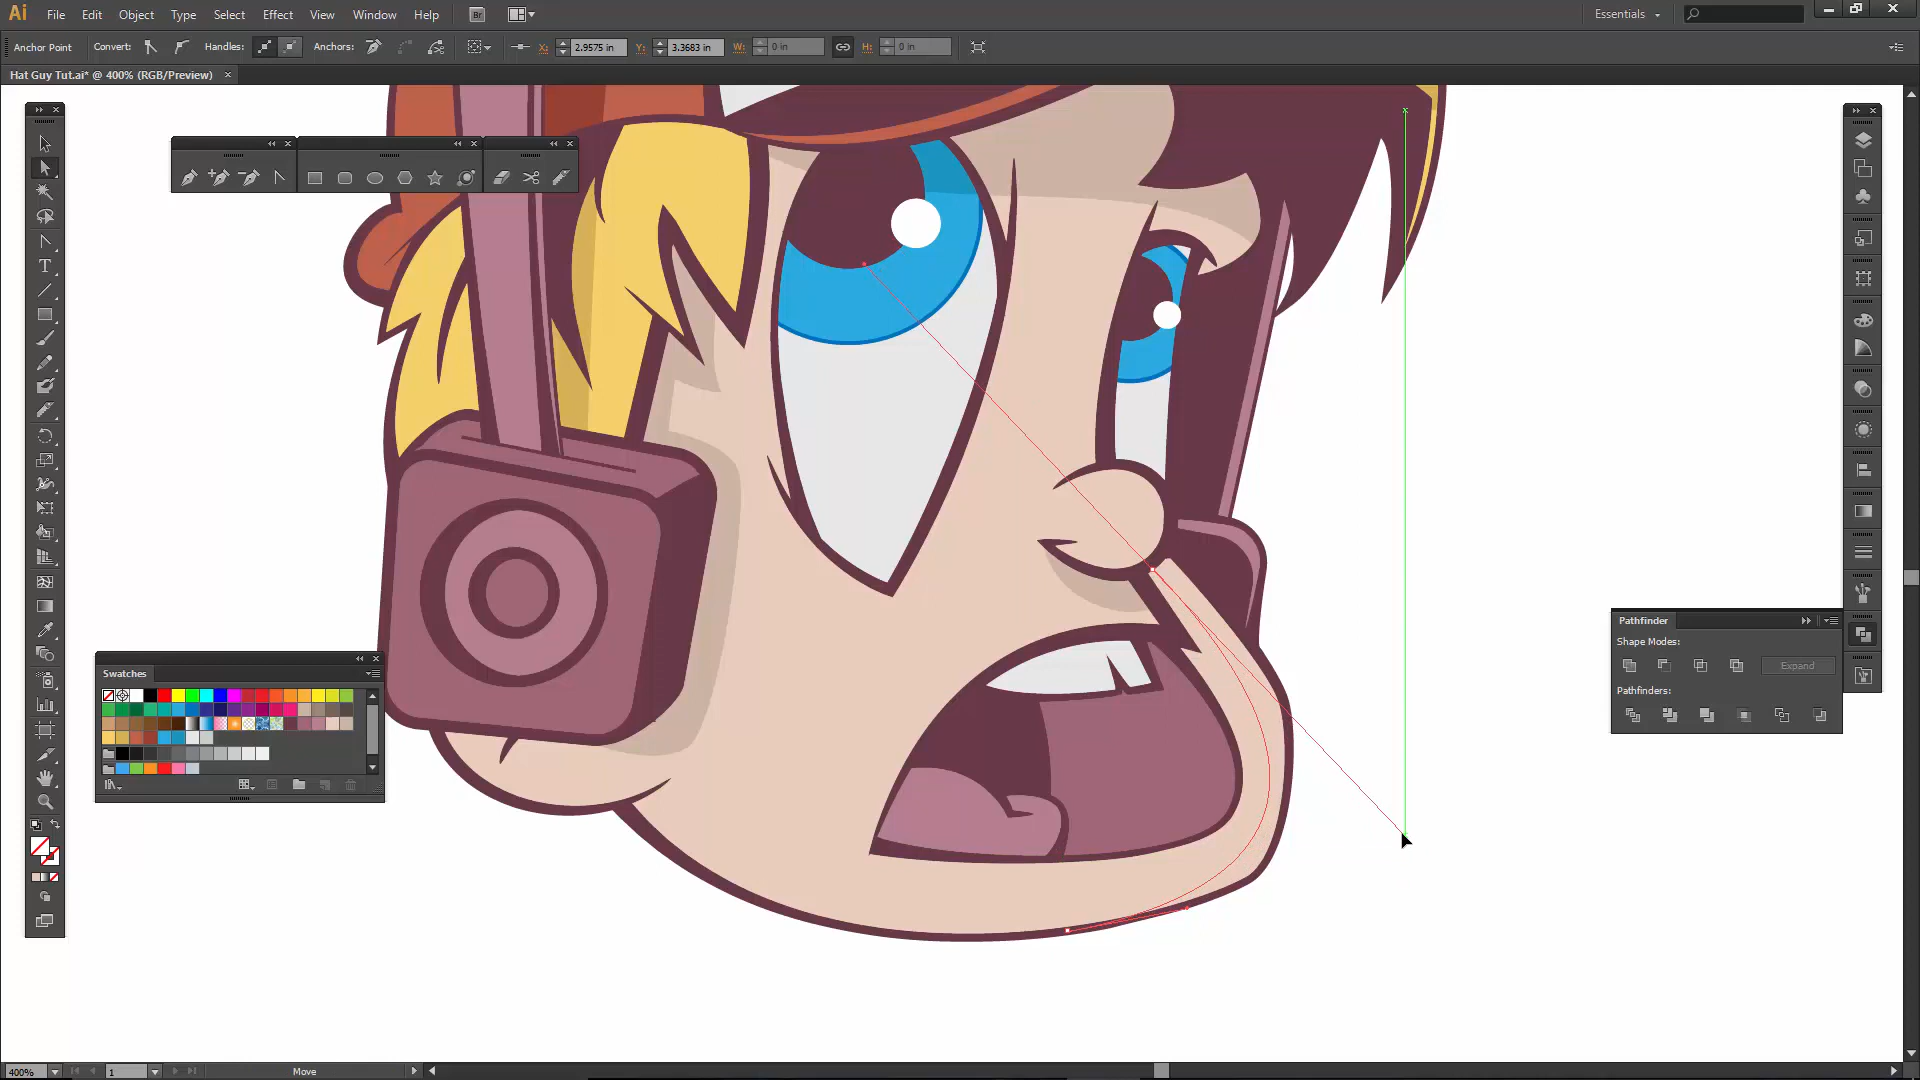 Ai File Edit Object Type Select Effect View Window Help Br Essentials
Anchor Point Convert: Handles: Anchors: X: 2.9575 in Y: 3.3683 in W: 0 in H: 0 in
Hat Guy Tut.ai* @ 400% (RGB/Preview)
Pathfinder
Shape Modes:
Expand
Pathfinders:
Swatches
400% 1 Move